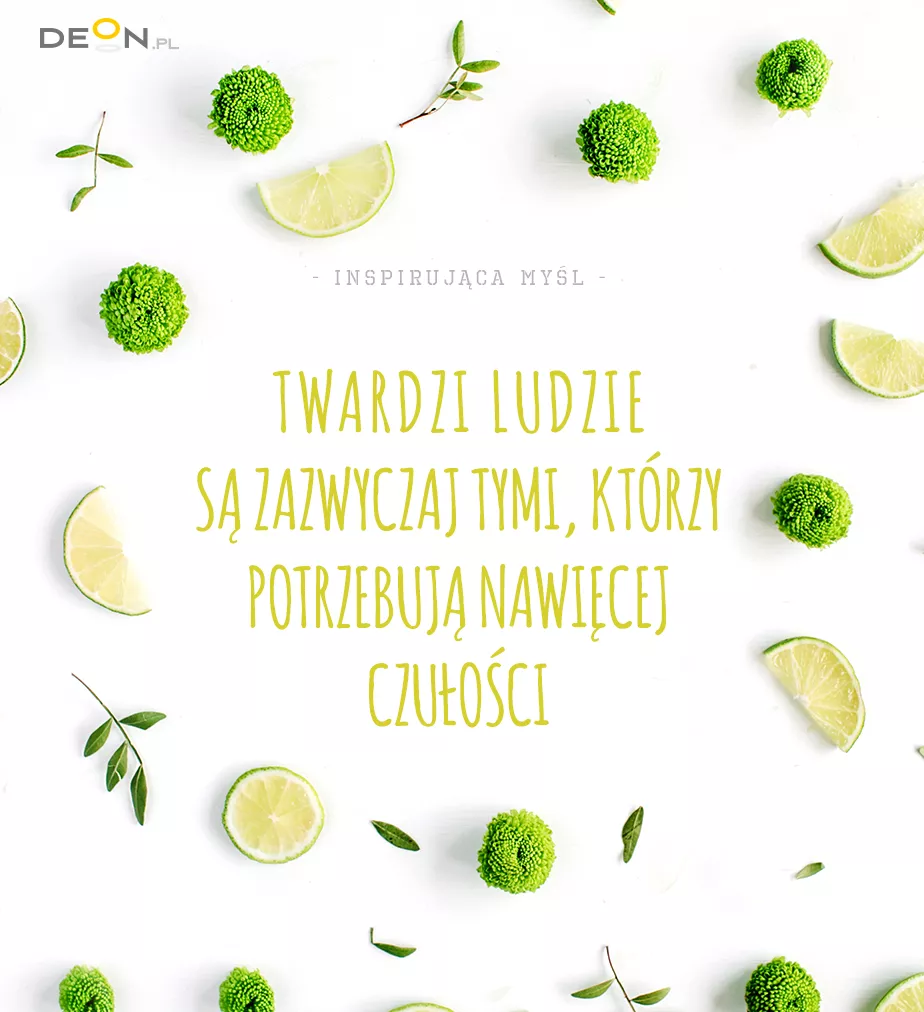 DEON.PL
- INSPIRUJĄCA MYŚL -
TWARDZI LUDZIE
SĄ ZAZWYCZAJ TYMI, KTÓRZY
POTRZEBUJĄ NAWIĘCEJ
CZUŁOŚCI